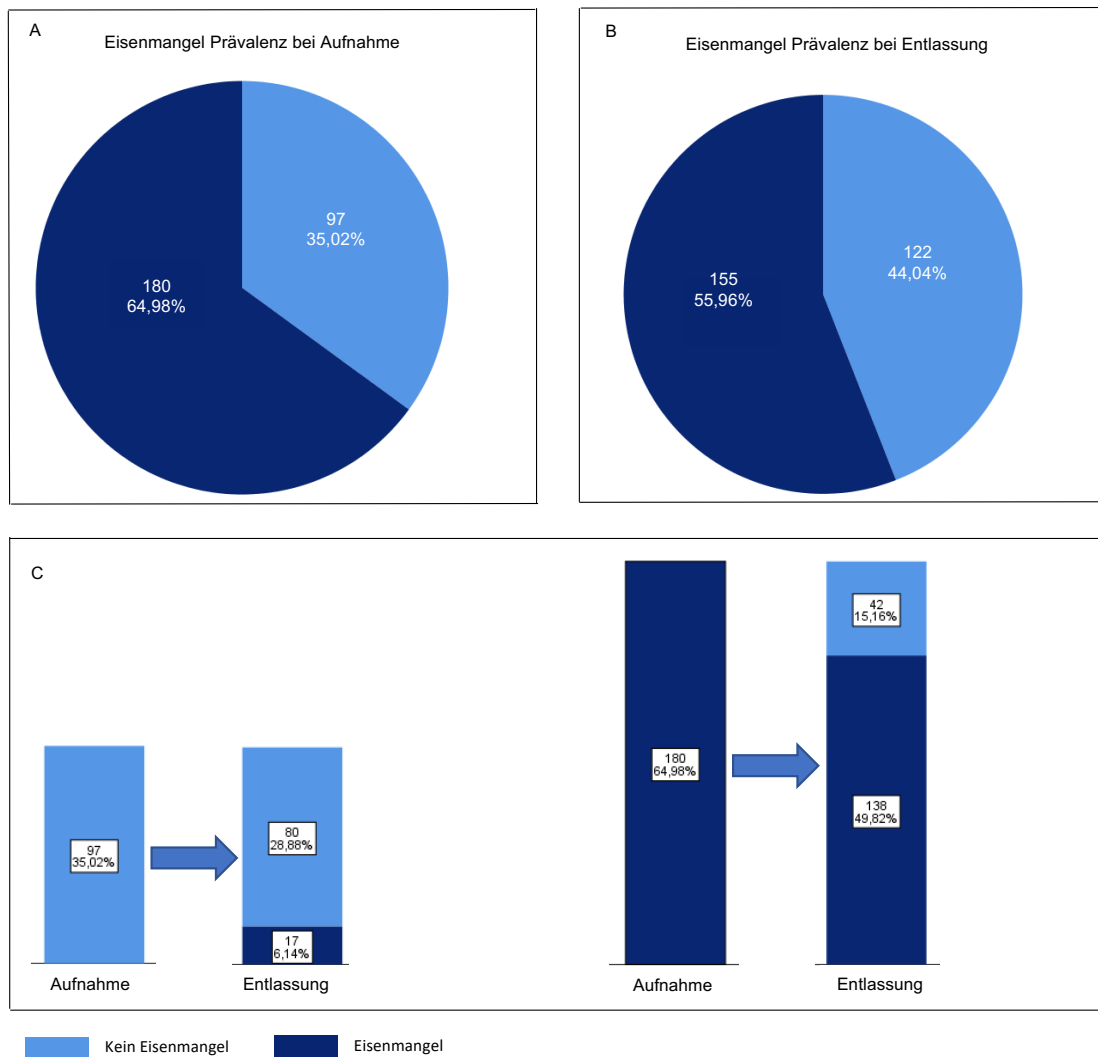 A
Eisenmangel Prävalenz bei Aufnahme
97
35,02%
180
64,98%
B
Eisenmangel Prävalenz bei Entlassung
122
44,04%
155
55,96%
C
97
35,02%
80
28,88%
17
6,14%
Aufnahme
Entlassung
180
64,98%
42
15,16%
138
49,82%
Aufnahme
Entlassung
Kein Eisenmangel
Eisenmangel